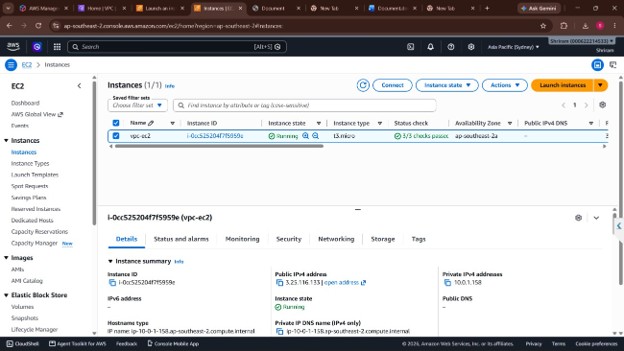 AWS Manage
Home | VPC
Launch an in
Instances
Document
New Tab
Document.do
New Tab
Ask Gemini
ap-southeast-2.console.aws.amazon.com/ec2/home?region=ap-southeast-2#Instances:
aws
Search
[Alt+S]
Asia Pacific (Sydney)
Shriram
EC2 > Instances
EC2
Dashboard
AWS Global View
Events
Instances
Instances
Instance Types
Launch Templates
Spot Requests
Savings Plans
Reserved Instances
Dedicated Hosts
Capacity Reservations
Capacity Manager New
Images
AMIs
AMI Catalog
Elastic Block Store
Volumes
Snapshots
Lifecycle Manager
Instances (1/1) Info
Connect
Instance state
Actions
Launch instances
Saved filter sets
Choose filter set
Find Instance by attribute or tag (case-sensitive)
1
Name
Instance ID
Instance state
Instance type
Status check
Availability Zone
Public IPv4 DNS
vpc-ec2
i-0cc525204f7f5959e
Running
t3.micro
3/3 checks passec
ap-southeast-2a
–
i-0cc525204f7f5959e (vpc-ec2)
Details
Status and alarms
Monitoring
Security
Networking
Storage
Tags
Instance summary Info
Instance ID
i-0cc525204f7f5959e
Public IPv4 address
3.25.116.133 | open address
Private IPv4 addresses
10.0.1.158
IPv6 address
–
Instance state
Running
Public DNS
–
Hostname type
IP name: ip-10-0-1-158.ap-southeast-2.compute.internal
Private IP DNS name (IPv4 only)
ip-10-0-1-158.ap-southeast-2.compute.internal
CloudShell
Agent Toolkit for AWS
Feedback
Console Mobile App
© 2026, Amazon Web Services, Inc. or its affiliates.
Privacy
Terms
Cookie preferences